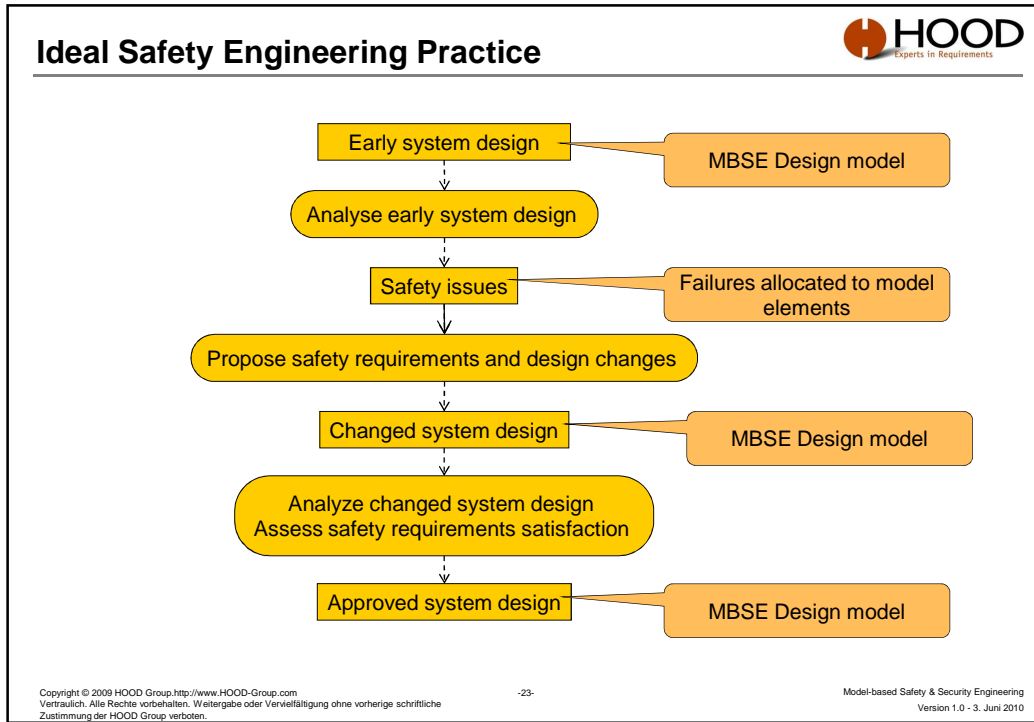 Ideal Safety Engineering Practice
HOOD
Experts in Requirements
Early system design
MBSE Design model
Analyse early system design
Safety issues
Failures allocated to model
elements
Propose safety requirements and design changes
Changed system design
MBSE Design model
Analyze changed system design
Assess safety requirements satisfaction
Approved system design
MBSE Design model
Copyright © 2009 HOOD Group.http://www.HOOD-Group.com
Vertraulich. Alle Rechte vorbehalten. Weitergabe oder Vervielfältigung ohne vorherige schriftliche
Zustimmung der HOOD Group verboten.
-23-
Model-based Safety & Security Engineering
Version 1.0 - 3. Juni 2010